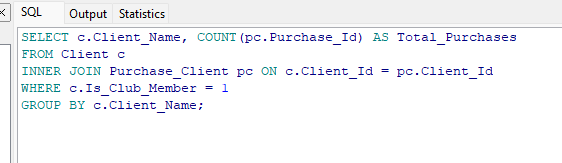 SQL Output Statistics
SELECT c.Client_Name, COUNT(pc.Purchase_Id) AS Total_Purchases
FROM Client c
INNER JOIN Purchase_Client pc ON c.Client_Id = pc.Client_Id
WHERE c.Is_Club_Member = 1
GROUP BY c.Client_Name;